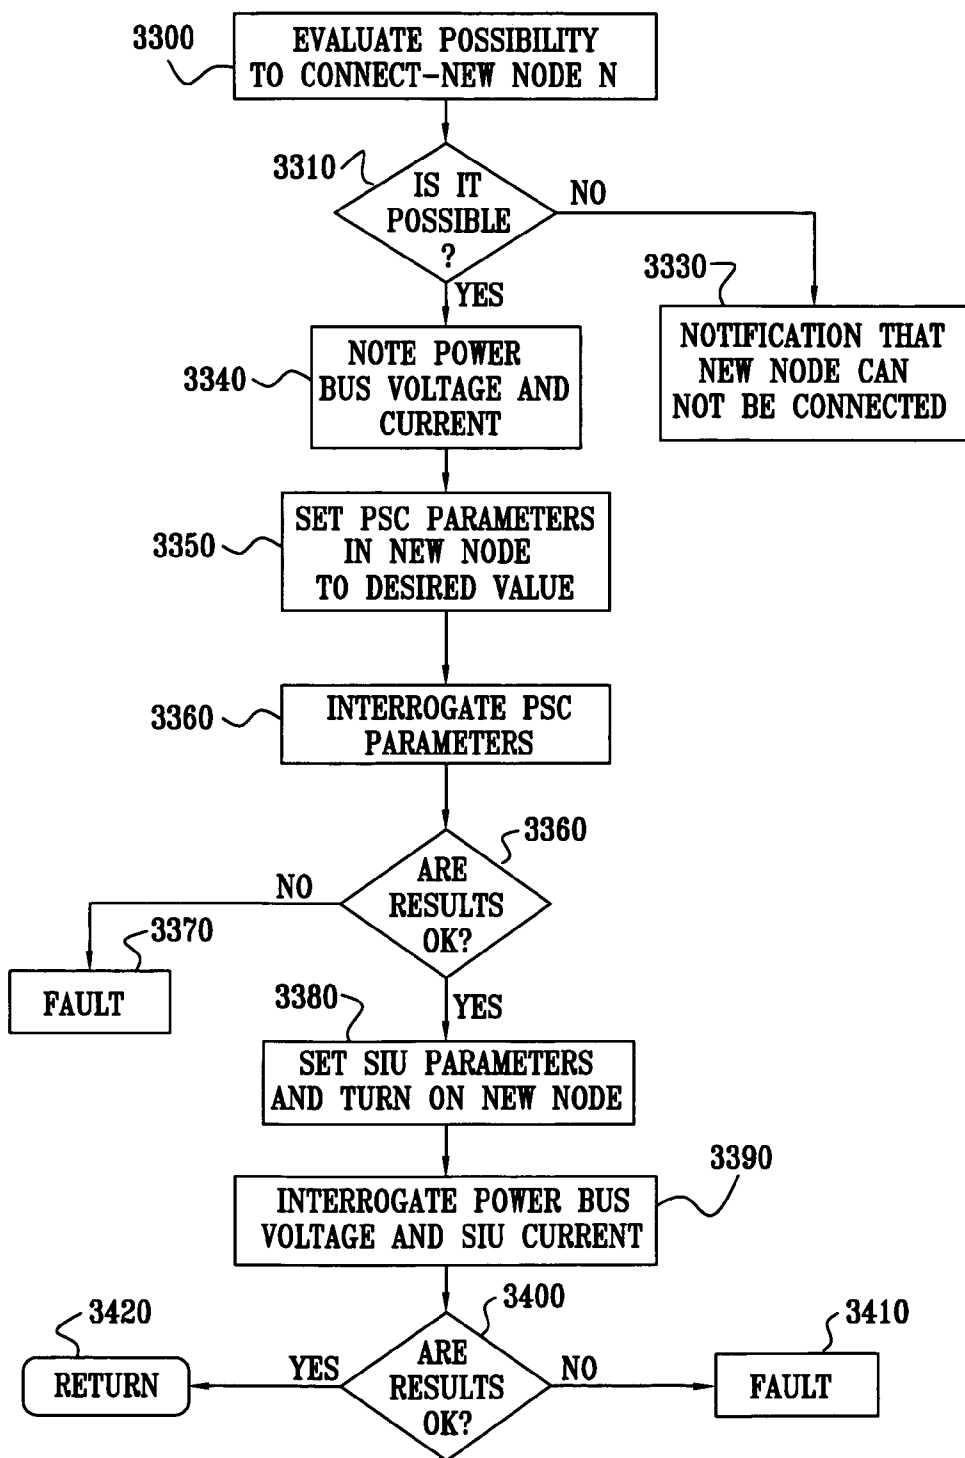 3300
EVALUATE POSSIBILITY
TO CONNECT-NEW NODE N
3310
IS IT
POSSIBLE
?
NO
YES
3330
NOTIFICATION THAT
NEW NODE CAN
NOT BE CONNECTED
3340
NOTE POWER
BUS VOLTAGE AND
CURRENT
3350
SET PSC PARAMETERS
IN NEW NODE
TO DESIRED VALUE
3360
INTERROGATE PSC
PARAMETERS
3360
ARE
RESULTS
OK?
NO
3370
FAULT
YES
3380
SET SIU PARAMETERS
AND TURN ON NEW NODE
3390
INTERROGATE POWER BUS
VOLTAGE AND SIU CURRENT
3400
ARE
RESULTS
OK?
YES
3420
RETURN
NO
3410
FAULT